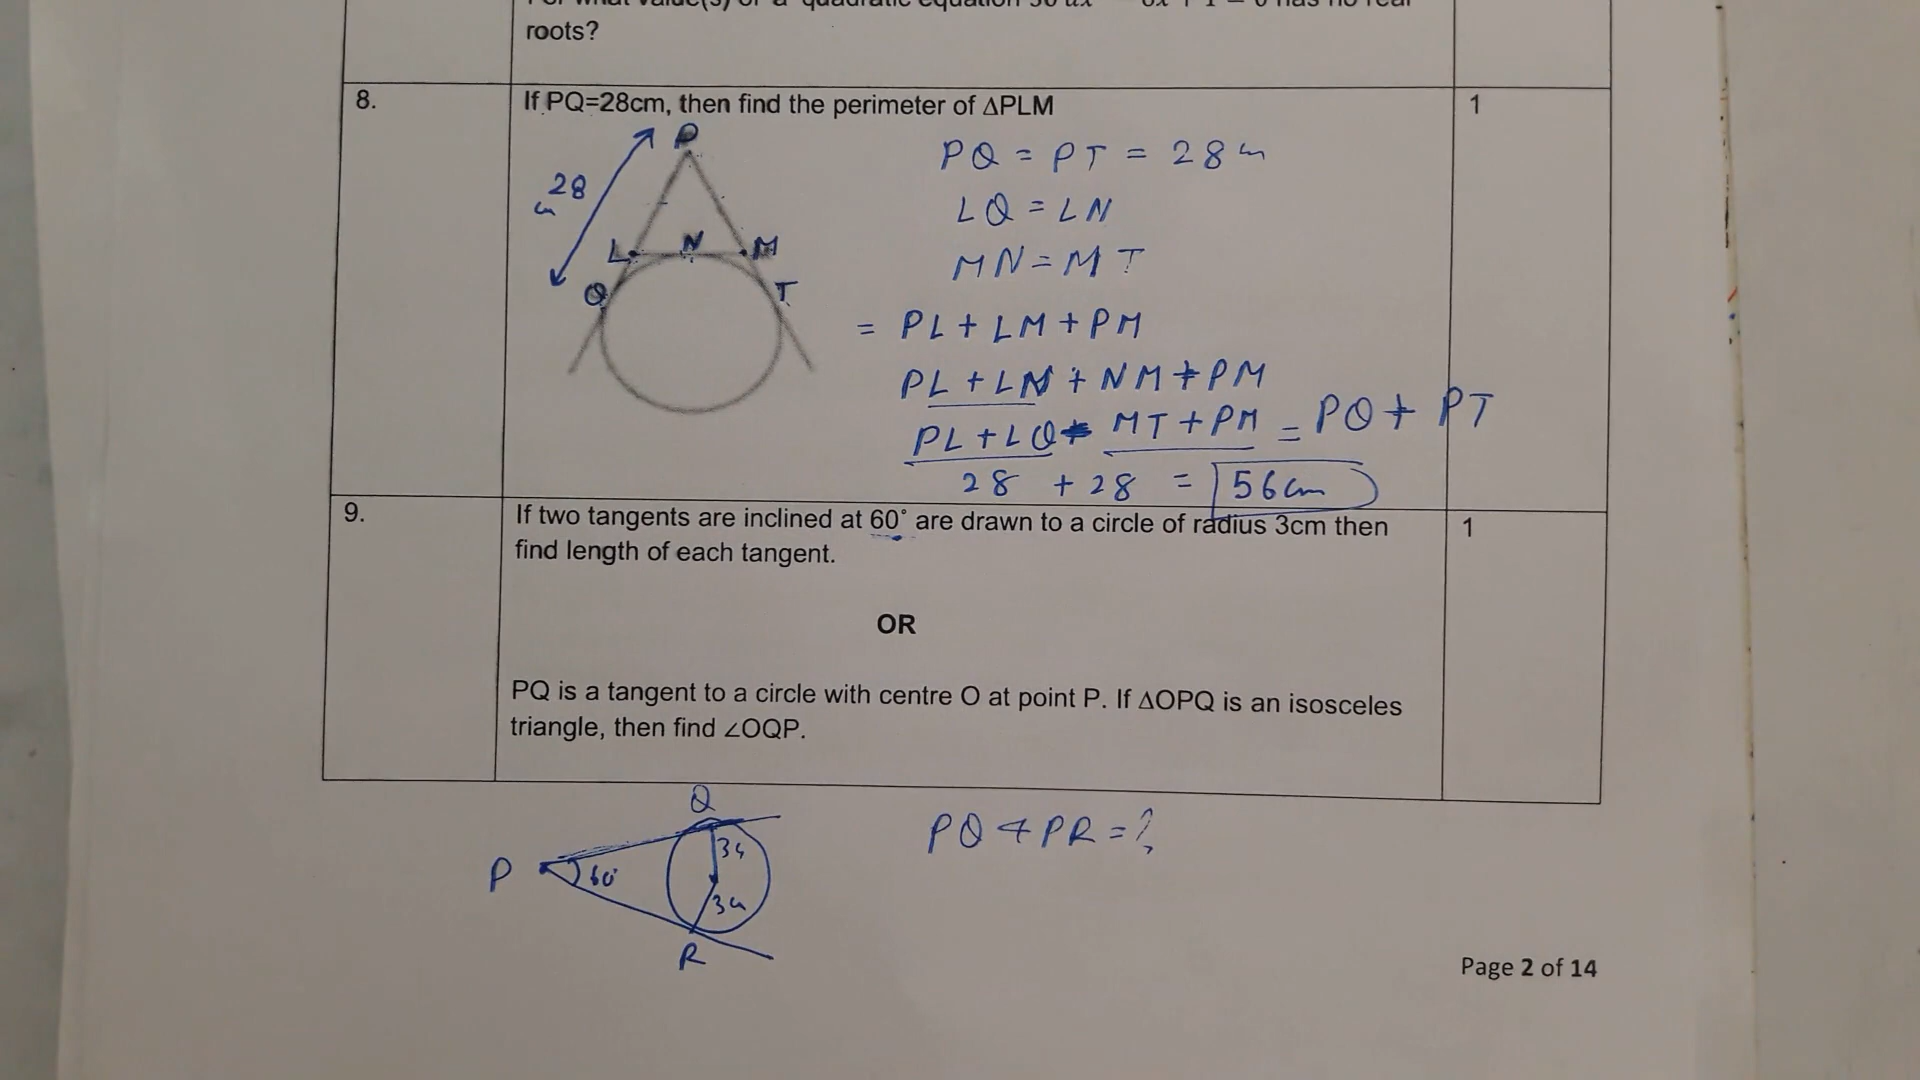 roots?
8.
If PQ=28cm, then find the perimeter of ΔPLM
1
P
28
L N M
Q T
PQ = PT = 28 cm
LQ = LN
MN = MT
= PL + LM + PM
PL + LN + NM + PM
PL + LQ + MT + PM = PQ + PT
28 + 28 = 56cm
9.
If two tangents are inclined at 60˚ are drawn to a circle of radius 3cm then
find length of each tangent.
1
OR
PQ is a tangent to a circle with centre O at point P. If ΔOPQ is an isosceles
triangle, then find ∠OQP.
Q
P 60°
R
PQ & PR = ?
Page 2 of 14